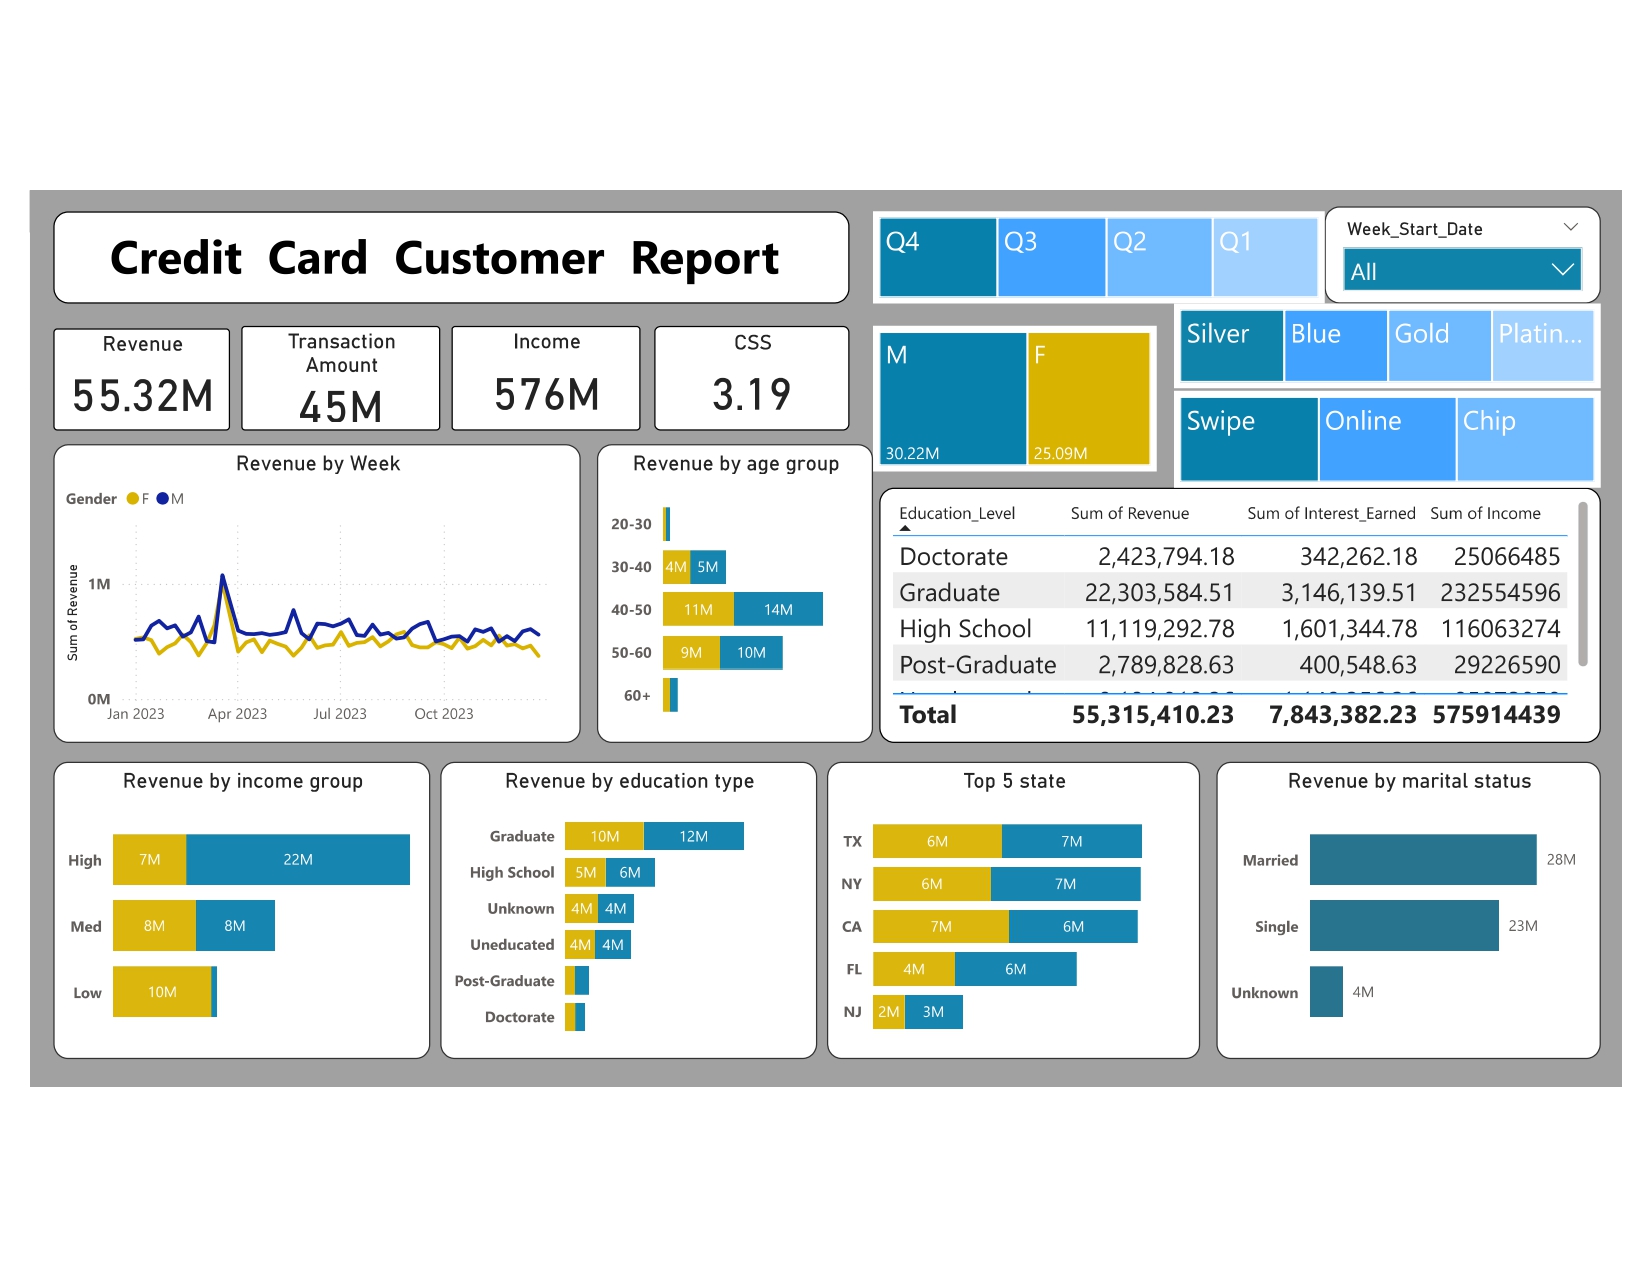 Credit Card Customer Report
Q4
Q3
Q2
Q1
Week_Start_Date
All
Revenue
55.32M
Transaction
Amount
45M
Income
576M
CSS
3.19
M
30.22M
F
25.09M
Silver
Blue
Gold
Platin...
Swipe
Online
Chip
Revenue by Week
Gender F M
Sum of Revenue
1M
0M
Jan 2023
Apr 2023
Jul 2023
Oct 2023
Revenue by age group
20-30
30-40 4M 5M
40-50 11M 14M
50-60 9M 10M
60+
Education_Level Sum of Revenue Sum of Interest_Earned Sum of Income
Doctorate 2,423,794.18 342,262.18 25066485
Graduate 22,303,584.51 3,146,139.51 232554596
High School 11,119,292.78 1,601,344.78 116063274
Post-Graduate 2,789,828.63 400,548.63 29226590
Total 55,315,410.23 7,843,382.23 575914439
Revenue by income group
High 7M 22M
Med 8M 8M
Low 10M
Revenue by education type
Graduate 10M 12M
High School 5M 6M
Unknown 4M 4M
Uneducated 4M 4M
Post-Graduate
Doctorate
Top 5 state
TX 6M 7M
NY 6M 7M
CA 7M 6M
FL 4M 6M
NJ 2M 3M
Revenue by marital status
Married 28M
Single 23M
Unknown 4M